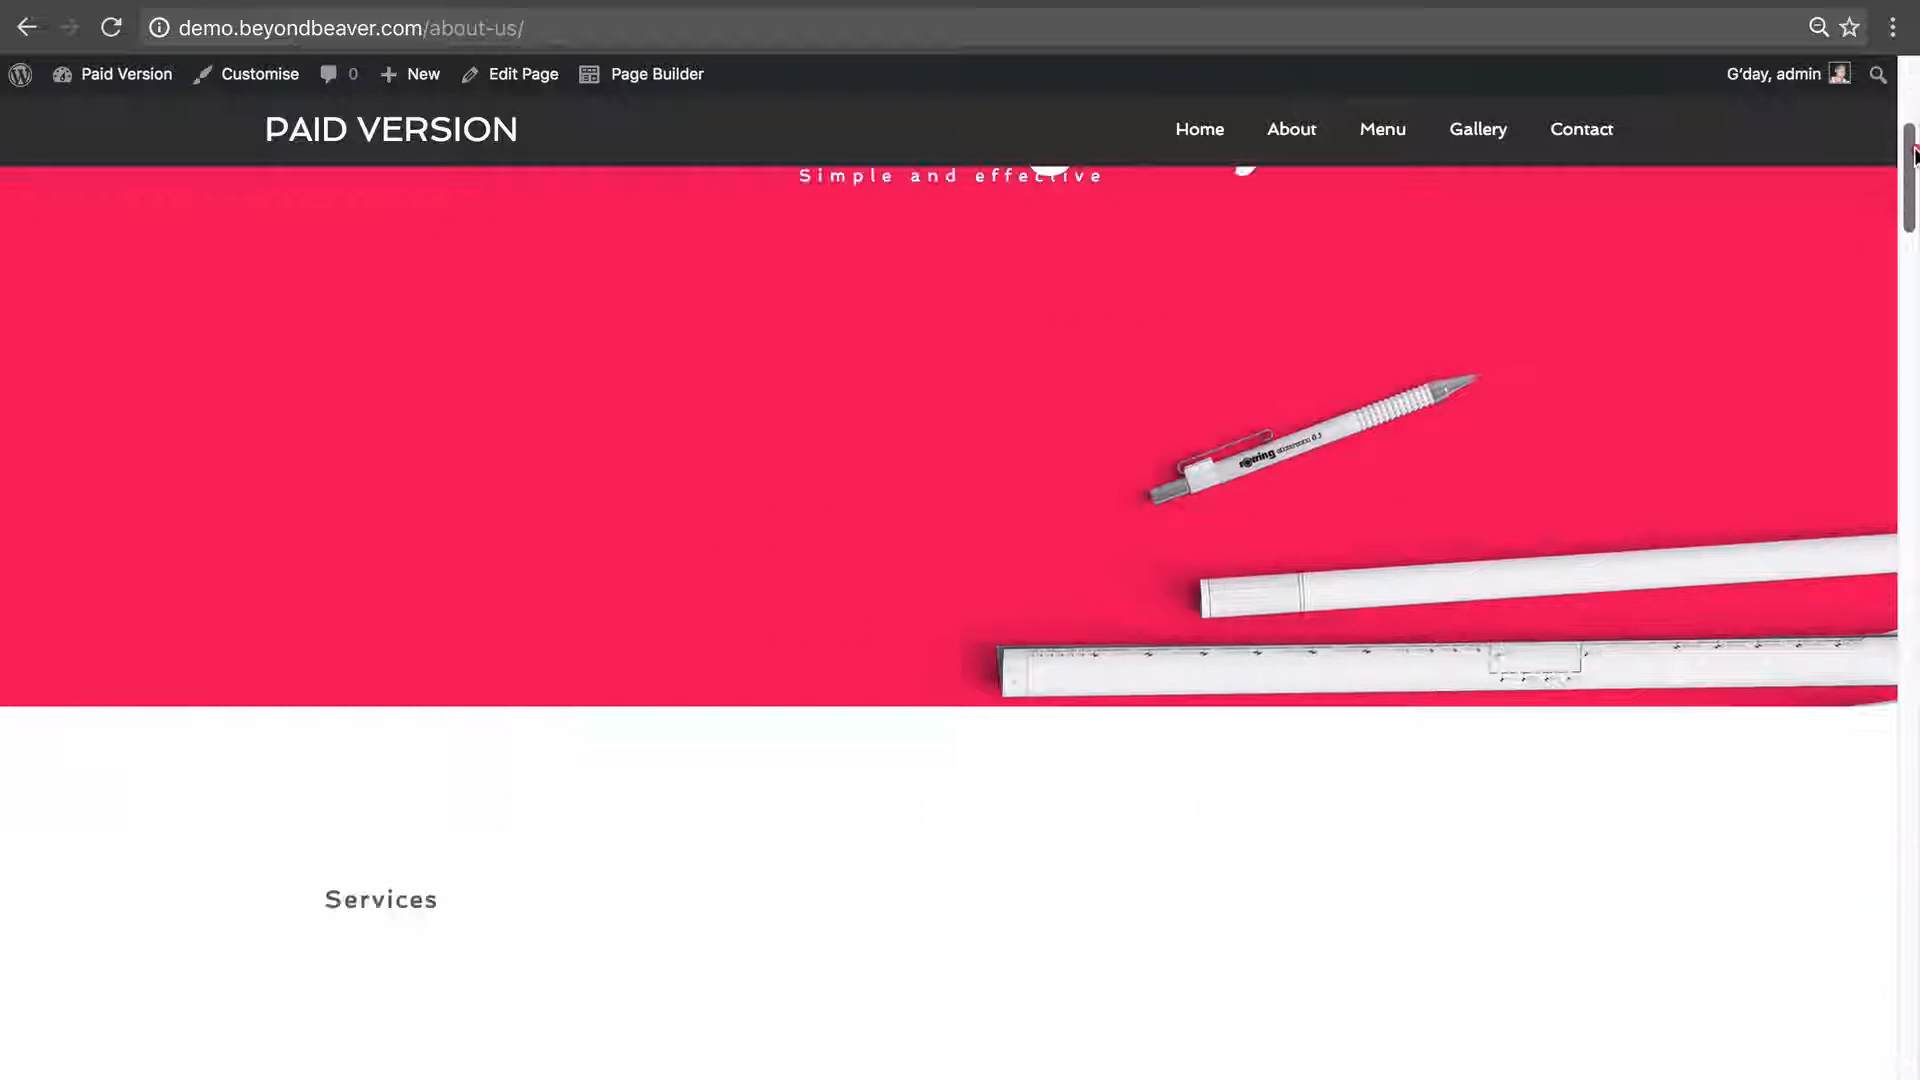 demo.beyondbeaver.com/about-us/
Paid Version Customise 0 New Edit Page Page Builder G'day, admin
PAID VERSION Home About Menu Gallery Contact
Simple and effective
rotring
Services